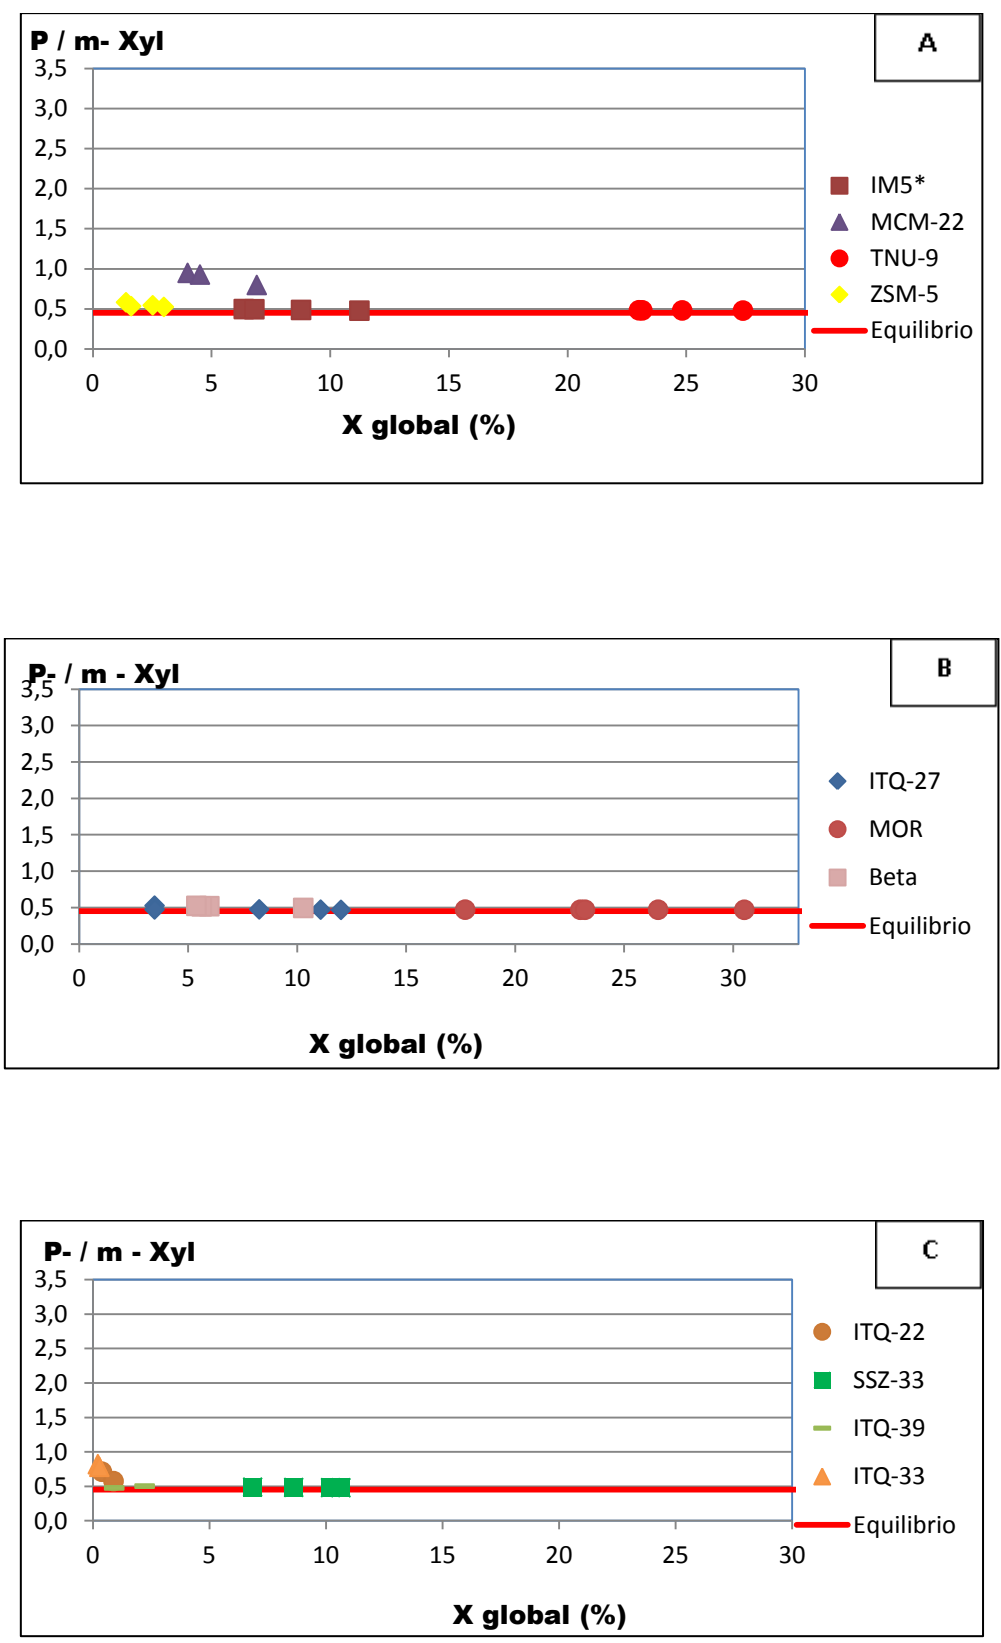 P / m- Xyl
A
3,5
3,0
2,5
2,0
1,5
1,0
0,5
0,0
0 5 10 15 20 25 30
X global (%)
IM5*
MCM-22
TNU-9
ZSM-5
Equilibrio
P- / m - Xyl
B
3,5
3,0
2,5
2,0
1,5
1,0
0,5
0,0
0 5 10 15 20 25 30
X global (%)
ITQ-27
MOR
Beta
Equilibrio
P- / m - Xyl
C
3,5
3,0
2,5
2,0
1,5
1,0
0,5
0,0
0 5 10 15 20 25 30
X global (%)
ITQ-22
SSZ-33
ITQ-39
ITQ-33
Equilibrio